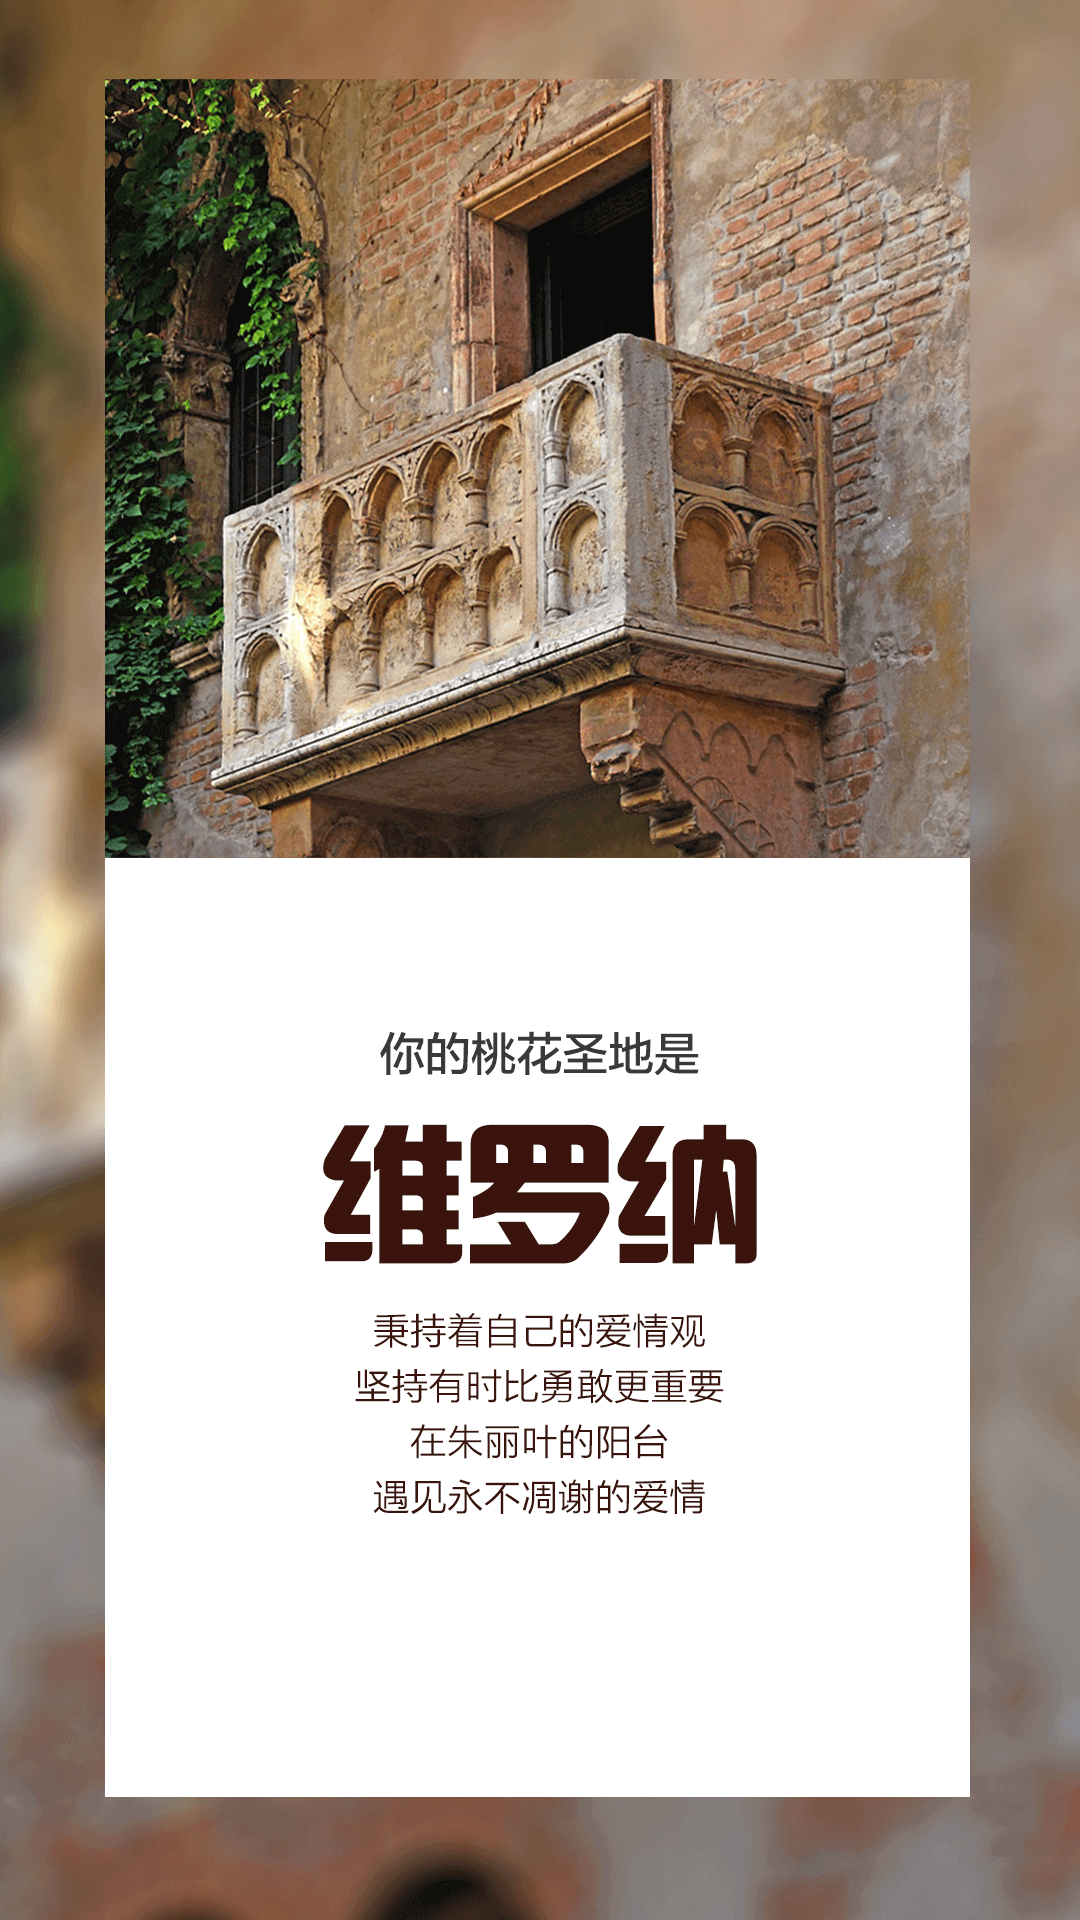 你的桃花圣地是
维罗纳
秉持着自己的爱情观
坚持有时比勇敢更重要
在朱丽叶的阳台
遇见永不凋谢的爱情